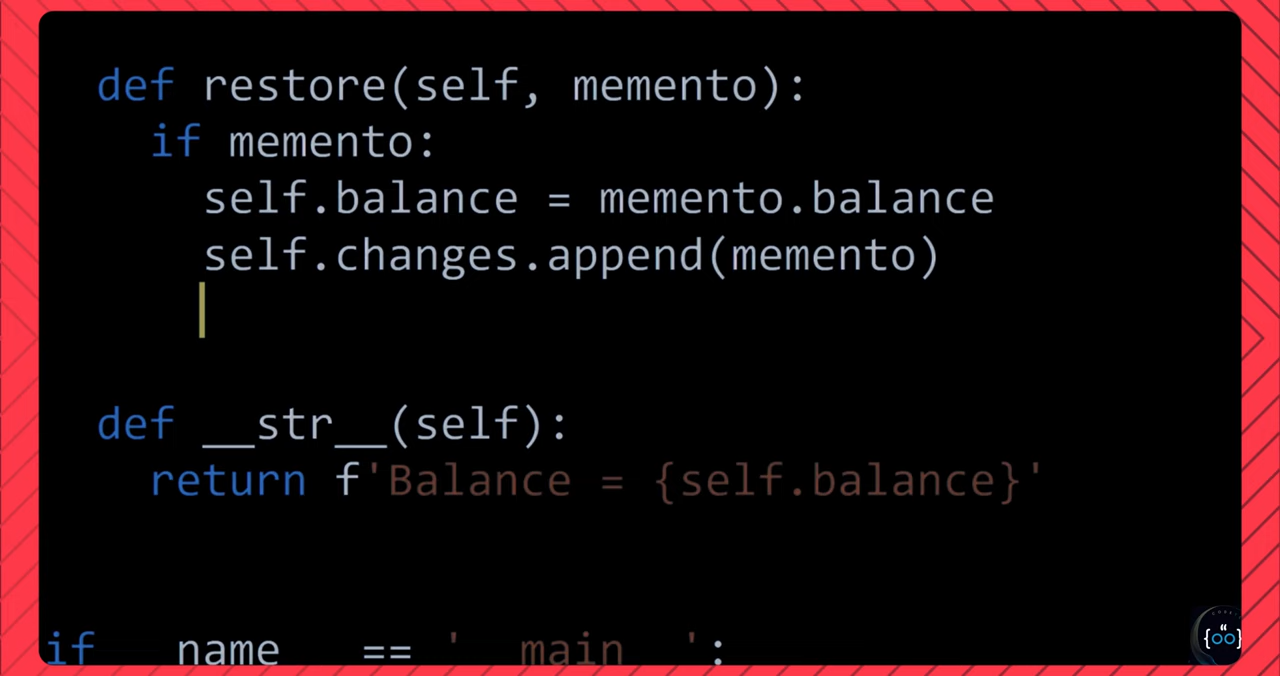 def restore(self, memento):
if memento:
self.balance = memento.balance
self.changes.append(memento)
def __str__(self):
return f'Balance = {self.balance}'
if __name__ == '__main__':